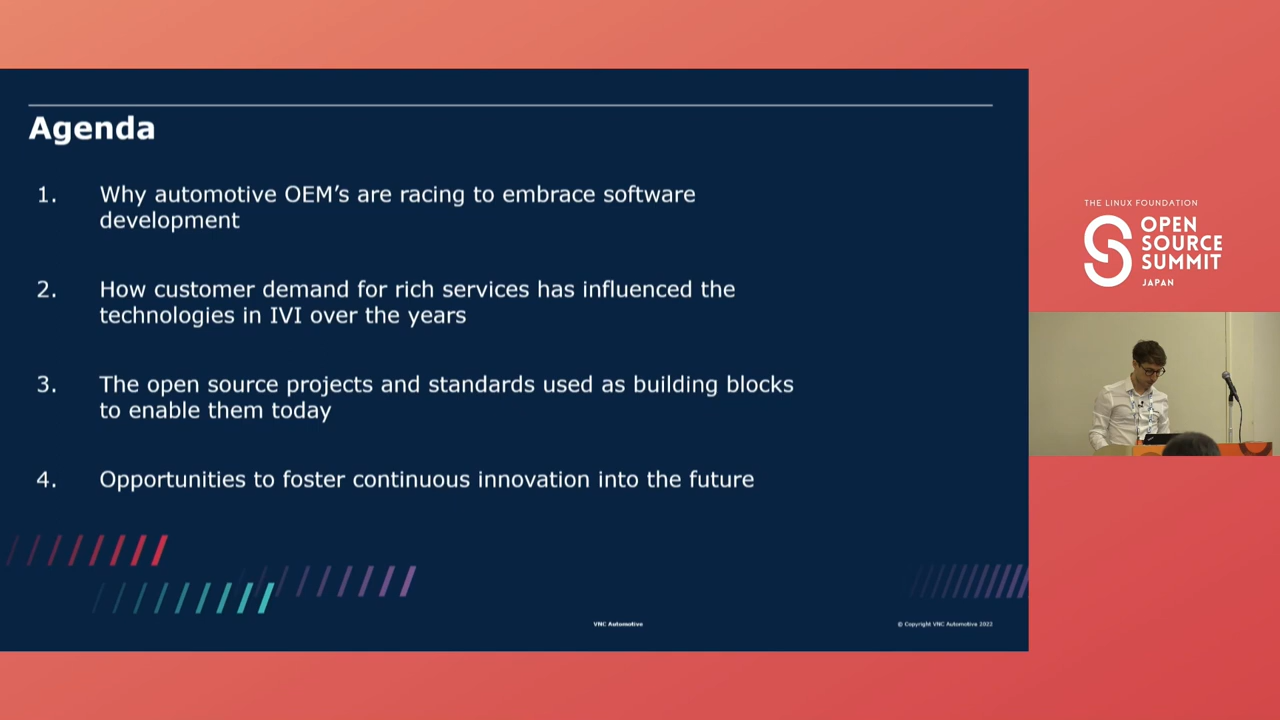 Agenda
1. Why automotive OEM’s are racing to embrace software
development
2. How customer demand for rich services has influenced the
technologies in IVI over the years
3. The open source projects and standards used as building blocks
to enable them today
4. Opportunities to foster continuous innovation into the future
VNC Automotive
© Copyright VNC Automotive 2022
THE LINUX FOUNDATION
OPEN
SOURCE
SUMMIT
JAPAN